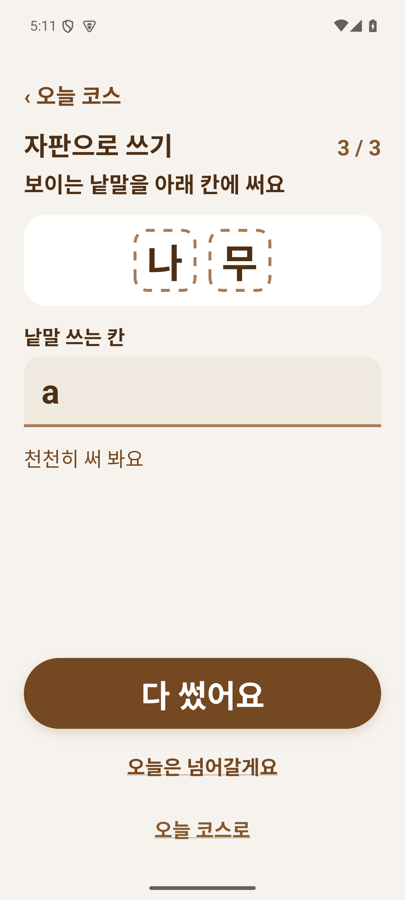 5:11
‹ 오늘 코스
자판으로 쓰기
3 / 3
보이는 낱말을 아래 칸에 써요
나 무
낱말 쓰는 칸
a
천천히 써 봐요
다 썼어요
오늘은 넘어갈게요
오늘 코스로